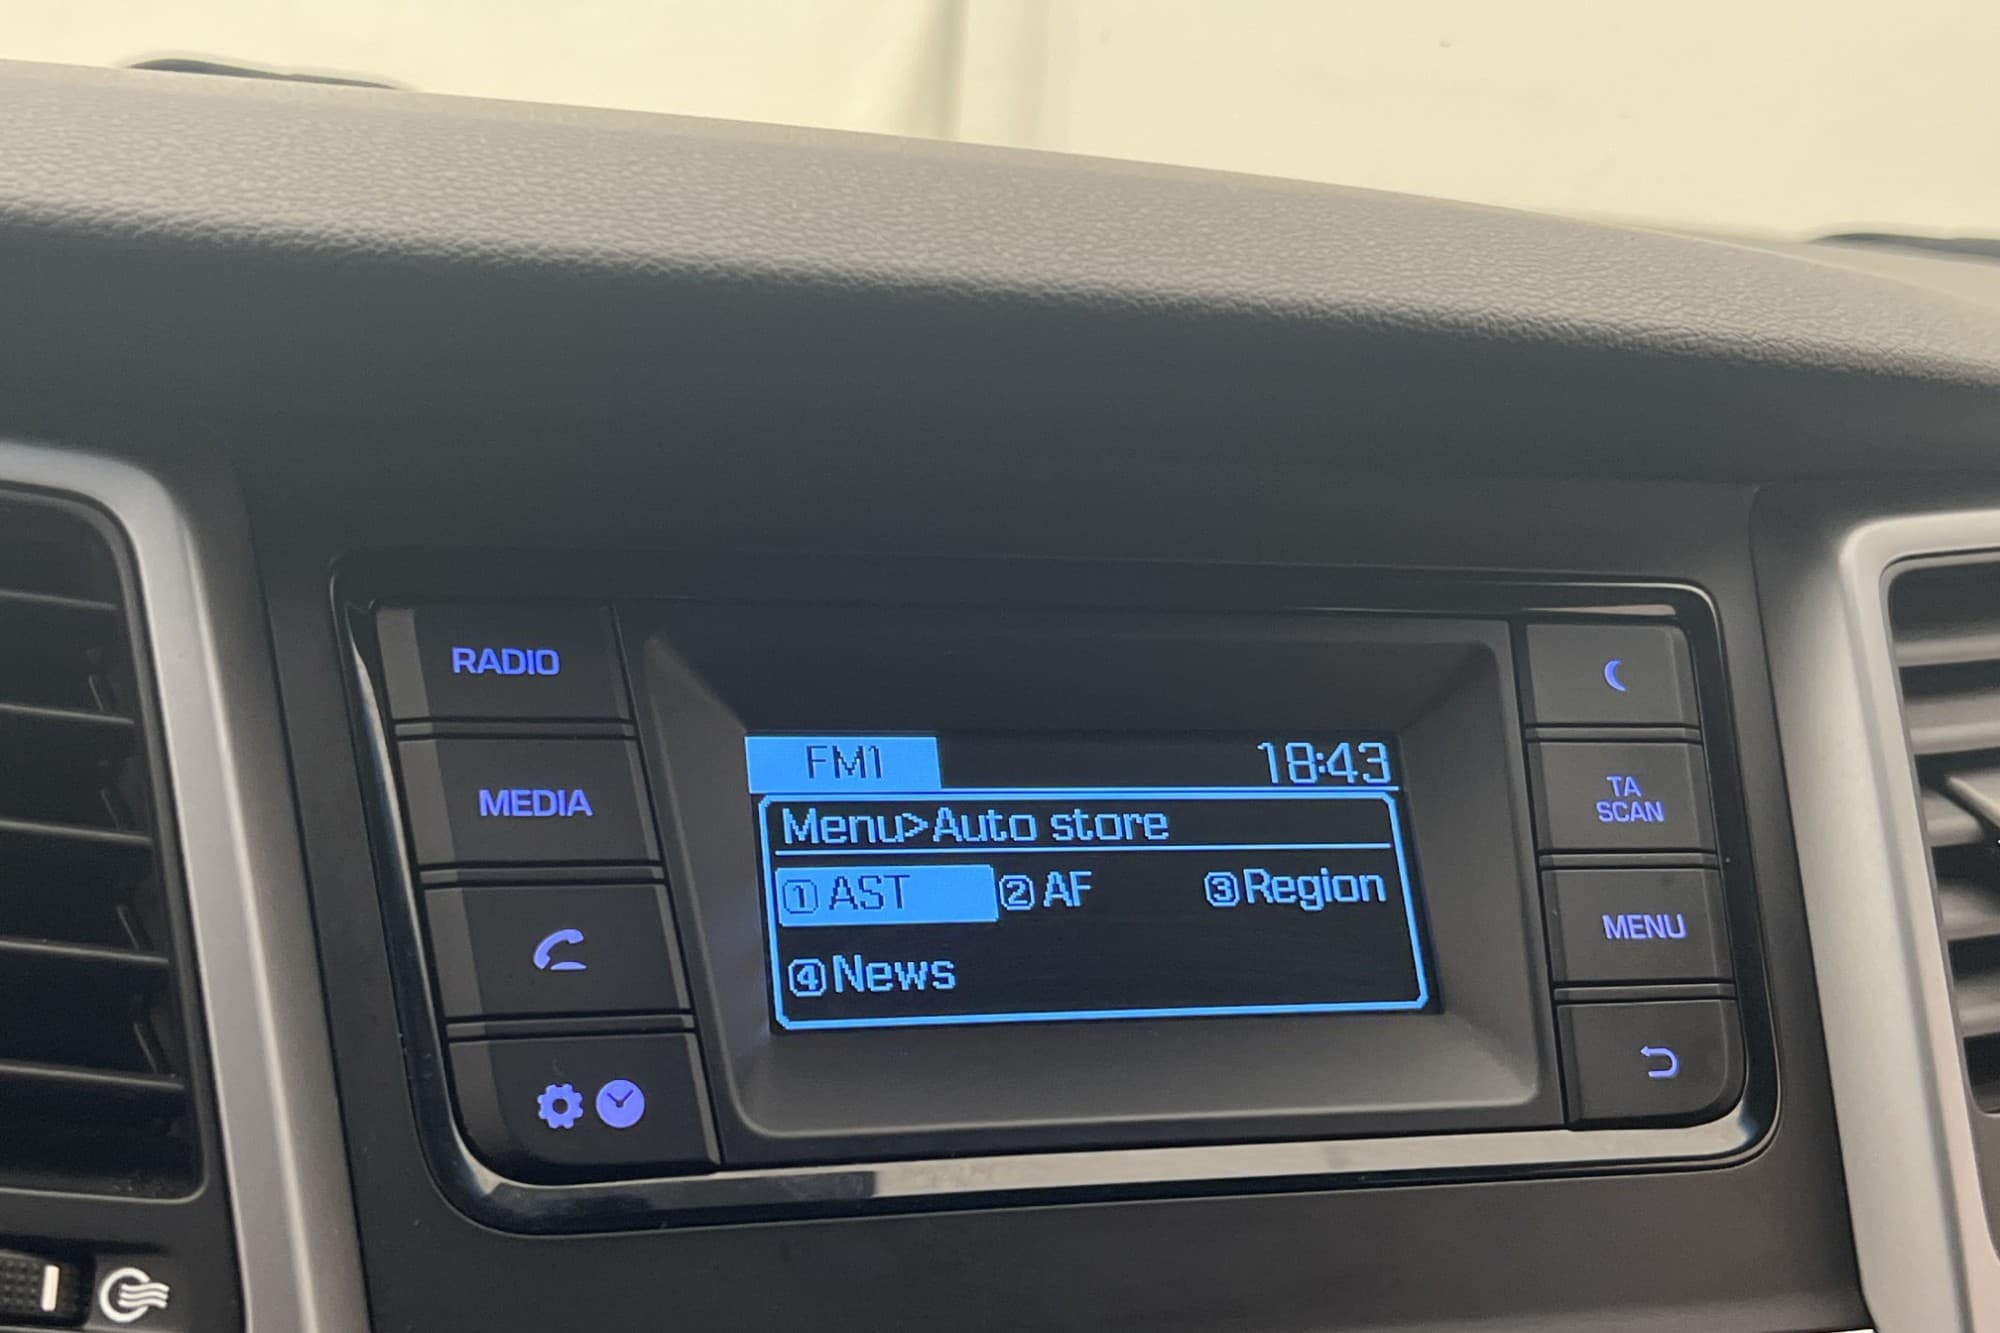 RADIO
MEDIA
FM1 18:43
Menu>Auto store
①AST ②AF ③Region
④News
TA
SCAN
MENU